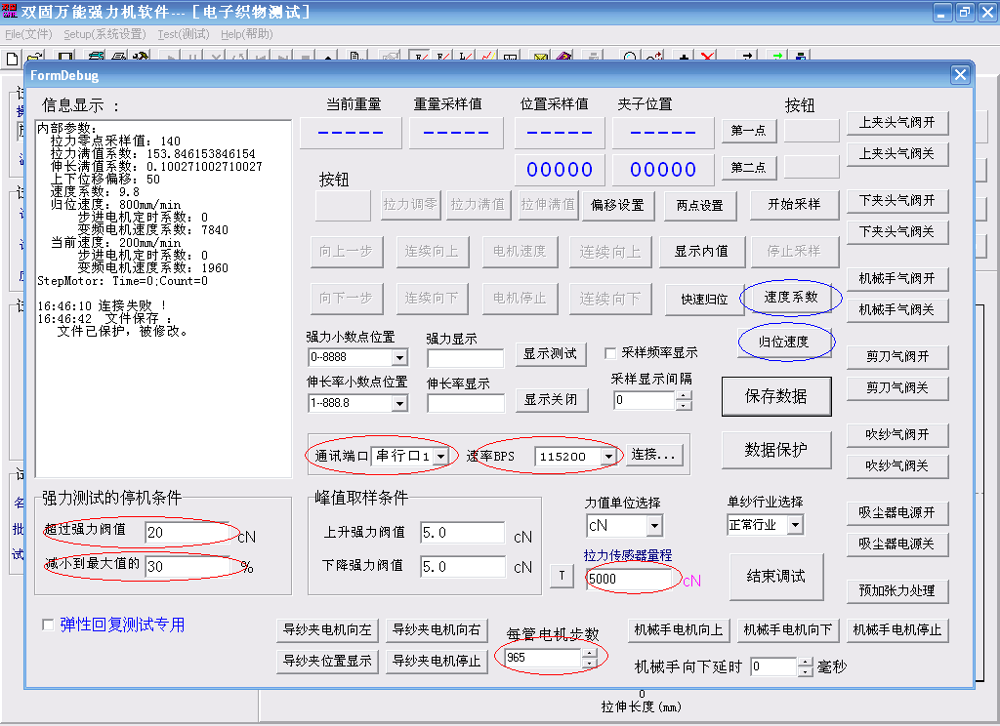 双固万能强力机软件---［电子织物测试］
File(文件) Setup(系统设置) Test(测试) Help(帮助)
FormDebug
信息显示 ：
内部参数:
拉力零点采样值: 140
拉力满值系数: 153.846153846154
伸长满值系数: 0.100271002710027
上下位移偏移: 50
速度系数: 9.8
归位速度: 800mm/min
步进电机定时系数: 0
变频电机速度系数: 7840
当前速度: 200mm/min
步进电机定时系数: 0
变频电机速度系数: 1960
StepMotor: Time=0;Count=0
16:46:10 连接失败 !
16:46:42 文件保存 :
文件已保护，被修改。
当前重量 重量采样值 位置采样值 夹子位置 按钮
----- ----- ----- -----
第一点
00000 00000
第二点
按钮
拉力调零 拉力满值 拉伸满值 偏移设置 两点设置 开始采样
向上一步 连续向上 电机速度 连续向上 显示内值 停止采样
向下一步 连续向下 电机停止 连续向下 快速归位 速度系数
归位速度
强力小数点位置 强力显示
0--8888 显示测试 采样频率显示
伸长率小数点位置 伸长率显示 采样显示间隔
1--888.8 显示关闭 0
保存数据
数据保护
通讯端口 串行口1 速率BPS 115200 连接...
强力测试的停机条件
超过强力阀值 20 cN
减小到最大值的 30 %
峰值取样条件
上升强力阀值 5.0 cN
下降强力阀值 5.0 cN
T
力值单位选择
cN
单纱行业选择
正常行业
拉力传感器量程
5000 cN
结束调试
上夹头气阀开
上夹头气阀关
下夹头气阀开
下夹头气阀关
机械手气阀开
机械手气阀关
剪刀气阀开
剪刀气阀关
吹纱气阀开
吹纱气阀关
吸尘器电源开
吸尘器电源关
预加张力处理
弹性回复测试专用
导纱夹电机向左 导纱夹电机向右
导纱夹位置显示 导纱夹电机停止
每管电机步数
965
机械手电机向上 机械手电机向下 机械手电机停止
机械手向下延时 0 毫秒
0
拉伸长度(mm)